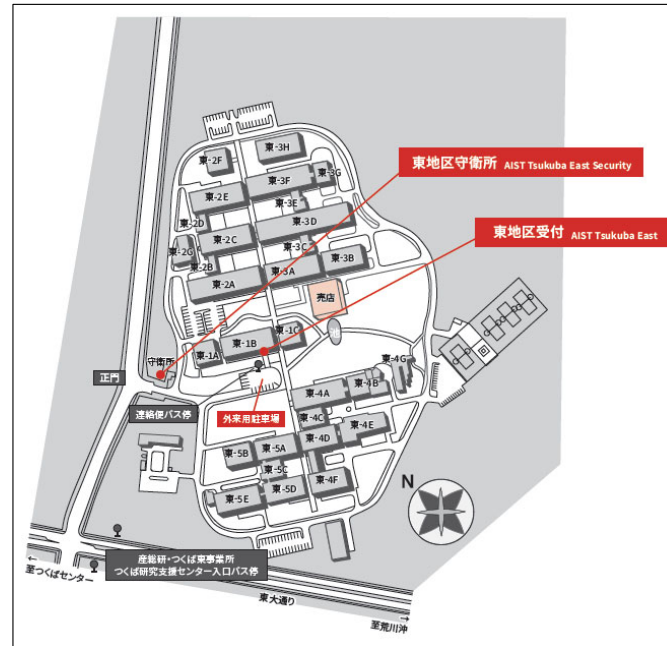 東-3H
東-2F
東-3G
東-3F
東-2E
東-3E
東-2D
東-3D
東-2C
東-3C
東-2G
東-2B
東-3B
東-3A
東-2A
売店
東-1C
東-1B
東-1A
守衛所
正門
連絡便バス停
外来用駐車場
東地区守衛所 AIST Tsukuba East Security
東地区受付 AIST Tsukuba East
東-4G
東-4B
東-4A
東-4C
東-4E
東-4D
東-5A
東-5B
東-5C
東-4F
東-5D
東-5E
N
産総研・つくば東事業所
つくば研究支援センター入口バス停
←
至つくばセンター
東大通り
→
至荒川沖